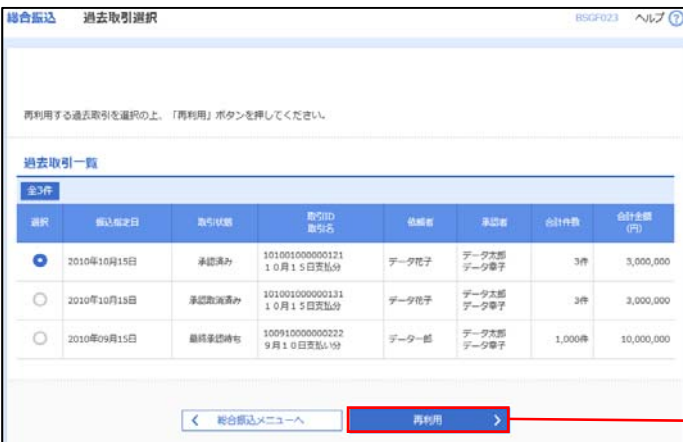 総合振込 過去取引選択 BSGF023 ヘルプ ?
再利用する過去取引を選択の上、「再利用」ボタンを押してください。
過去取引一覧
全3件
選択 振込指定日 取引状態 取引ID 取引名 依頼者 承認者 合計件数 合計金額 (円)
2010年10月15日 承認済み 101001000000121 データ花子 データ太郎 3件 3,000,000
10月15日支払分 データ幸子
2010年10月15日 承認取消済み 101001000000131 データ花子 データ太郎 3件 3,000,000
10月15日支払分 データ幸子
2010年09月15日 最終承認待ち 100910000000222 データ一郎 データ太郎 1,000件 10,000,000
9月10日支払い分 データ幸子
総合振込メニューへ 再利用